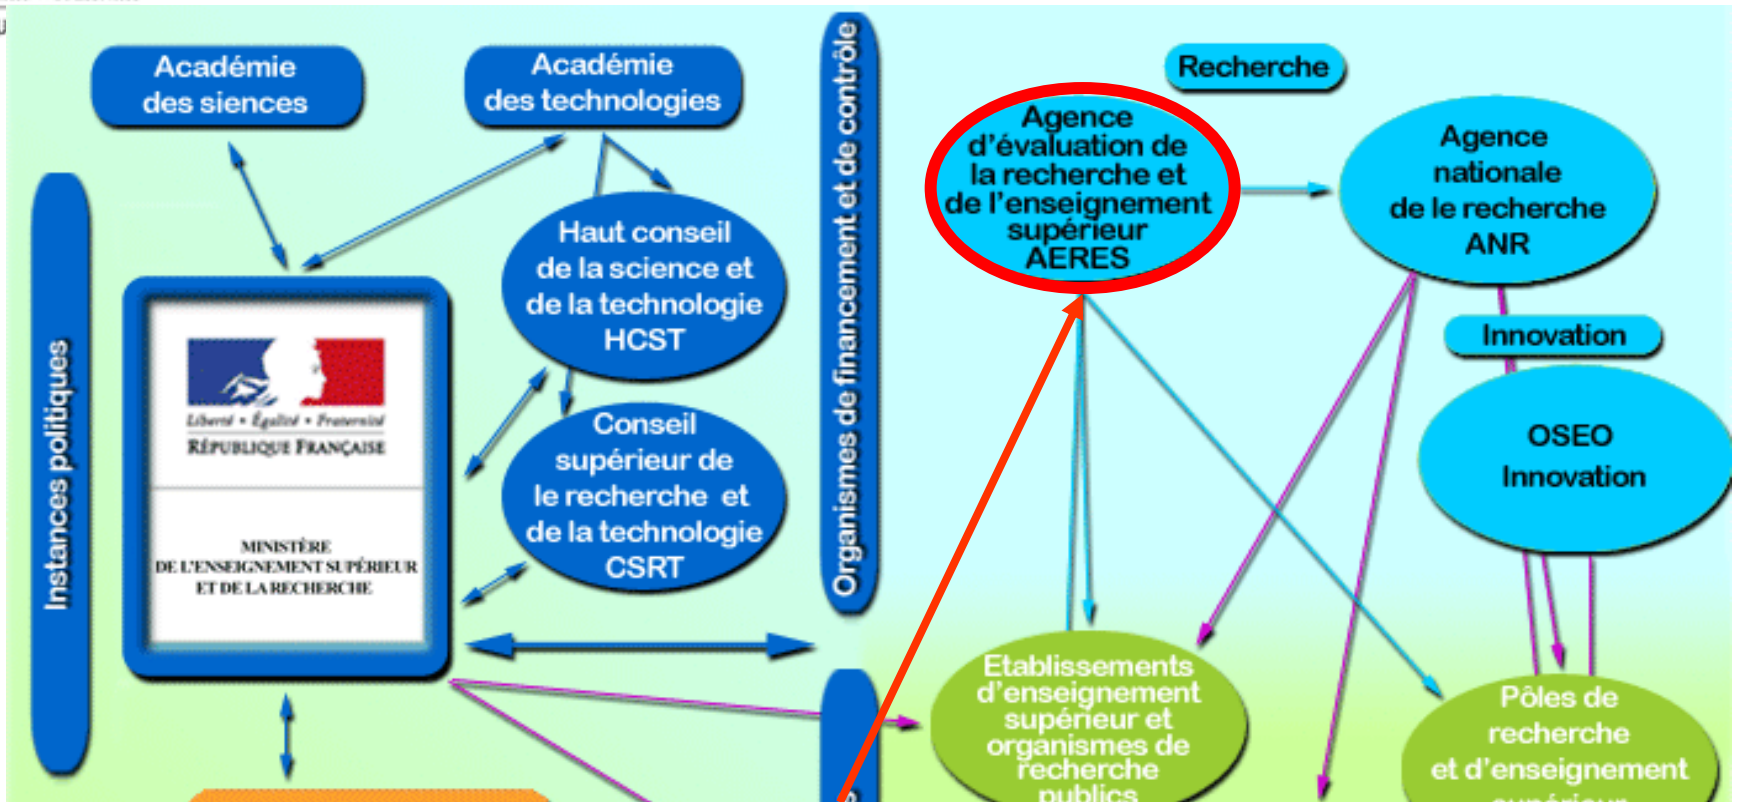 Académie
des siences
Académie
des technologies
Instances politiques
Haut conseil
de la science et
de la technologie
HCST
Liberté • Égalité • Fraternité
RÉPUBLIQUE FRANÇAISE
MINISTÈRE
DE L'ENSEIGNEMENT SUPÉRIEUR
ET DE LA RECHERCHE
Conseil
supérieur de
le recherche et
de la technologie
CSRT
Organismes de financement et de contrôle
Recherche
Agence
d'évaluation de
la recherche et
de l'enseignement
supérieur
AERES
Agence
nationale
de le recherche
ANR
Innovation
OSEO
Innovation
Etablissements
d'enseignement
supérieur et
organismes de
recherche
publics
Pôles de
recherche
et d'enseignement
supérieur